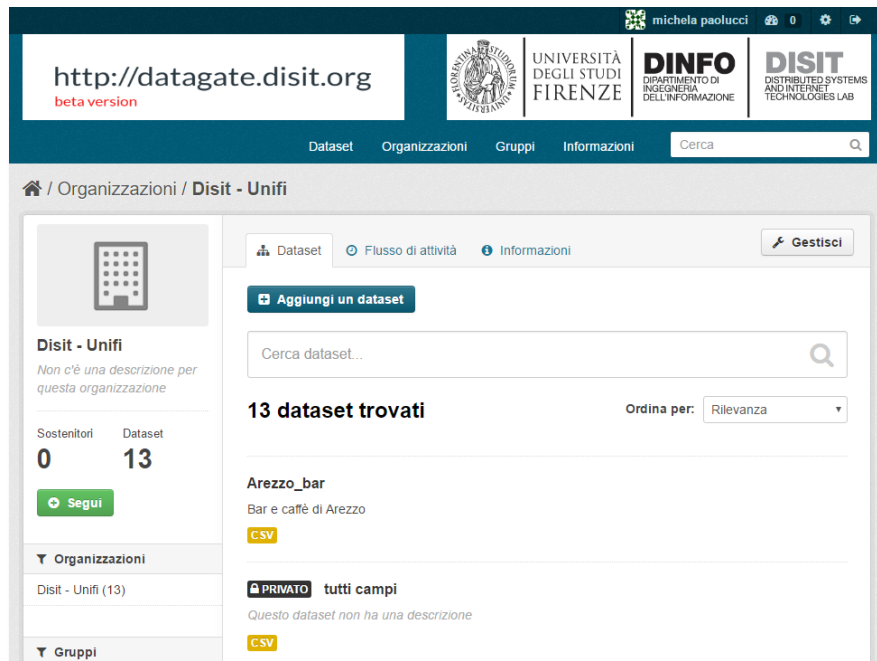 michela paolucci 0
http://datagate.disit.org
beta version
FLORENTINA STUDIORUM VNIVERSITAS
UNIVERSITÀ
DEGLI STUDI
FIRENZE
DINFO
DIPARTIMENTO DI
INGEGNERIA
DELL'INFORMAZIONE
DISIT
DISTRIBUTED SYSTEMS
AND INTERNET
TECHNOLOGIES LAB
Dataset Organizzazioni Gruppi Informazioni Cerca
/ Organizzazioni / Disit - Unifi
Dataset Flusso di attività Informazioni Gestisci
Aggiungi un dataset
Cerca dataset...
Disit - Unifi
Non c'è una descrizione per
questa organizzazione
Sostenitori Dataset
0 13
Segui
Organizzazioni
Disit - Unifi (13)
Gruppi
13 dataset trovati
Ordina per: Rilevanza
Arezzo_bar
Bar e caffè di Arezzo
CSV
PRIVATO tutti campi
Questo dataset non ha una descrizione
CSV